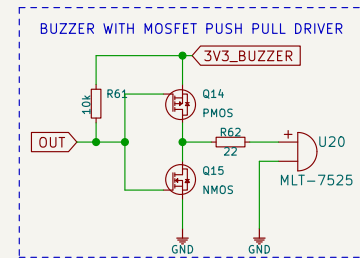 BUZZER WITH MOSFET PUSH PULL DRIVER
3V3_BUZZER
R61
10k
Q14
PMOS
OUT
R62
22
+
U20
MLT-7525
Q15
NMOS
GND
GND